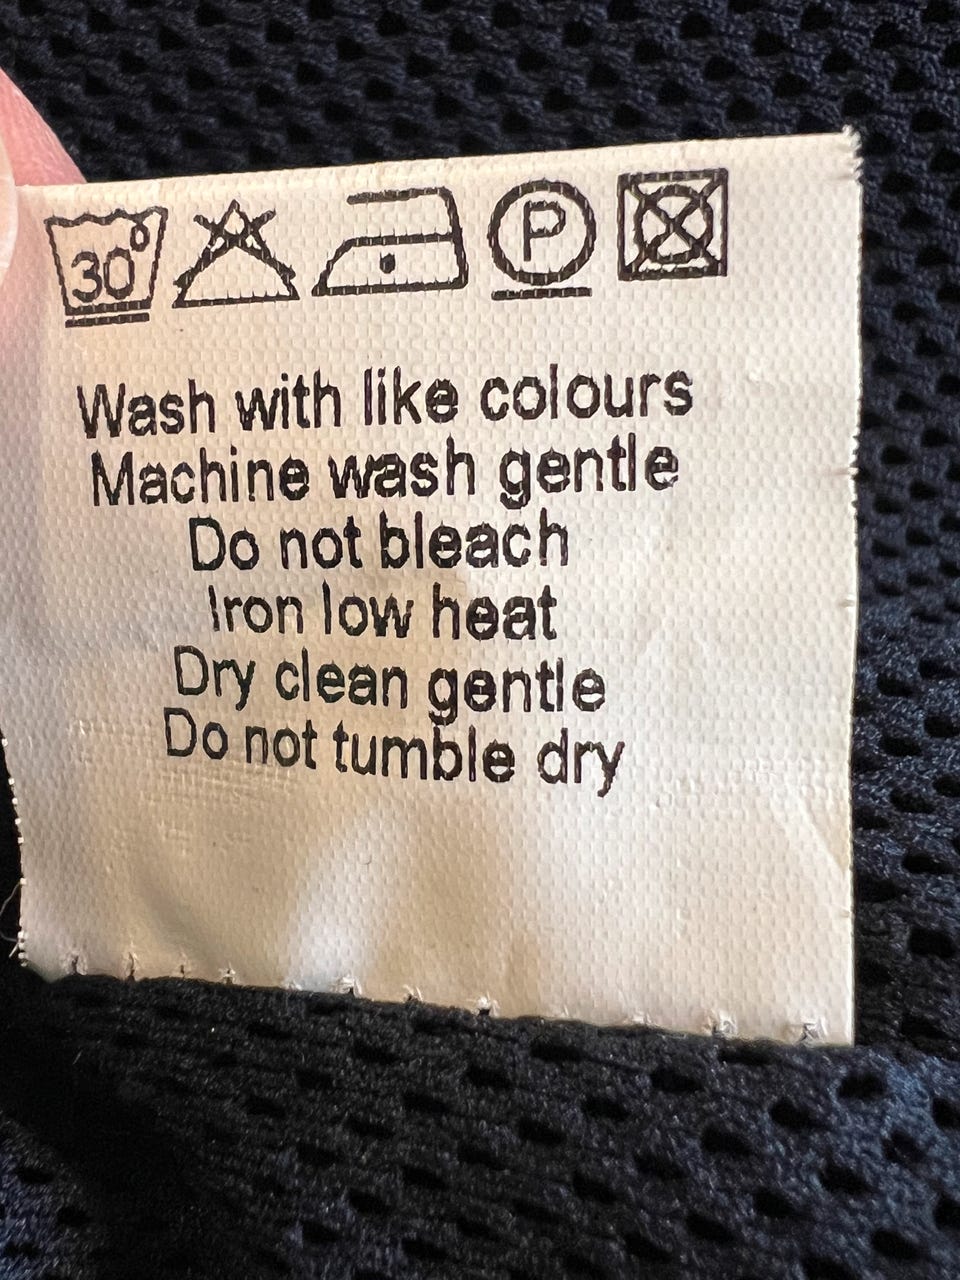 30° P
Wash with like colours
Machine wash gentle
Do not bleach
Iron low heat
Dry clean gentle
Do not tumble dry